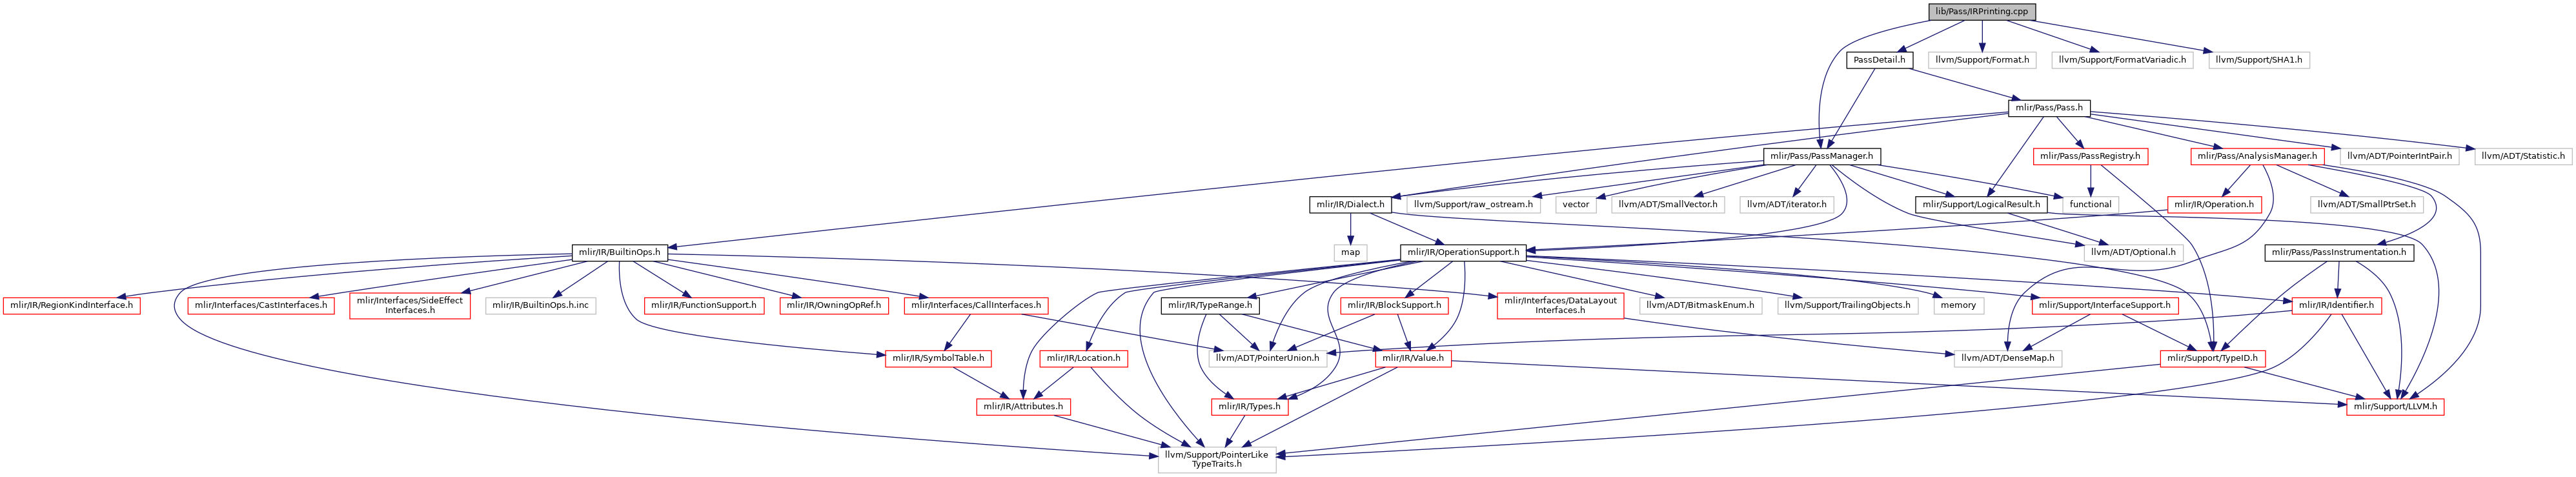 lib/Pass/IRPrinting.cpp
PassDetail.h
llvm/Support/Format.h
llvm/Support/FormatVariadic.h
llvm/Support/SHA1.h
mlir/Pass/Pass.h
mlir/Pass/PassManager.h
mlir/Pass/PassRegistry.h
mlir/Pass/AnalysisManager.h
llvm/ADT/PointerIntPair.h
llvm/ADT/Statistic.h
mlir/IR/Dialect.h
llvm/Support/raw_ostream.h
vector
llvm/ADT/SmallVector.h
llvm/ADT/iterator.h
mlir/Support/LogicalResult.h
functional
mlir/IR/Operation.h
llvm/ADT/SmallPtrSet.h
mlir/IR/BuiltinOps.h
map
mlir/IR/OperationSupport.h
llvm/ADT/Optional.h
mlir/Pass/PassInstrumentation.h
mlir/IR/RegionKindInterface.h
mlir/Interfaces/CastInterfaces.h
mlir/Interfaces/SideEffect
Interfaces.h
mlir/IR/BuiltinOps.h.inc
mlir/IR/FunctionSupport.h
mlir/IR/OwningOpRef.h
mlir/Interfaces/CallInterfaces.h
mlir/IR/TypeRange.h
mlir/IR/BlockSupport.h
mlir/Interfaces/DataLayout
Interfaces.h
llvm/ADT/BitmaskEnum.h
llvm/Support/TrailingObjects.h
memory
mlir/Support/InterfaceSupport.h
mlir/IR/Identifier.h
mlir/IR/SymbolTable.h
mlir/IR/Location.h
llvm/ADT/PointerUnion.h
mlir/IR/Value.h
llvm/ADT/DenseMap.h
mlir/Support/TypeID.h
mlir/IR/Attributes.h
mlir/IR/Types.h
mlir/Support/LLVM.h
llvm/Support/PointerLike
TypeTraits.h